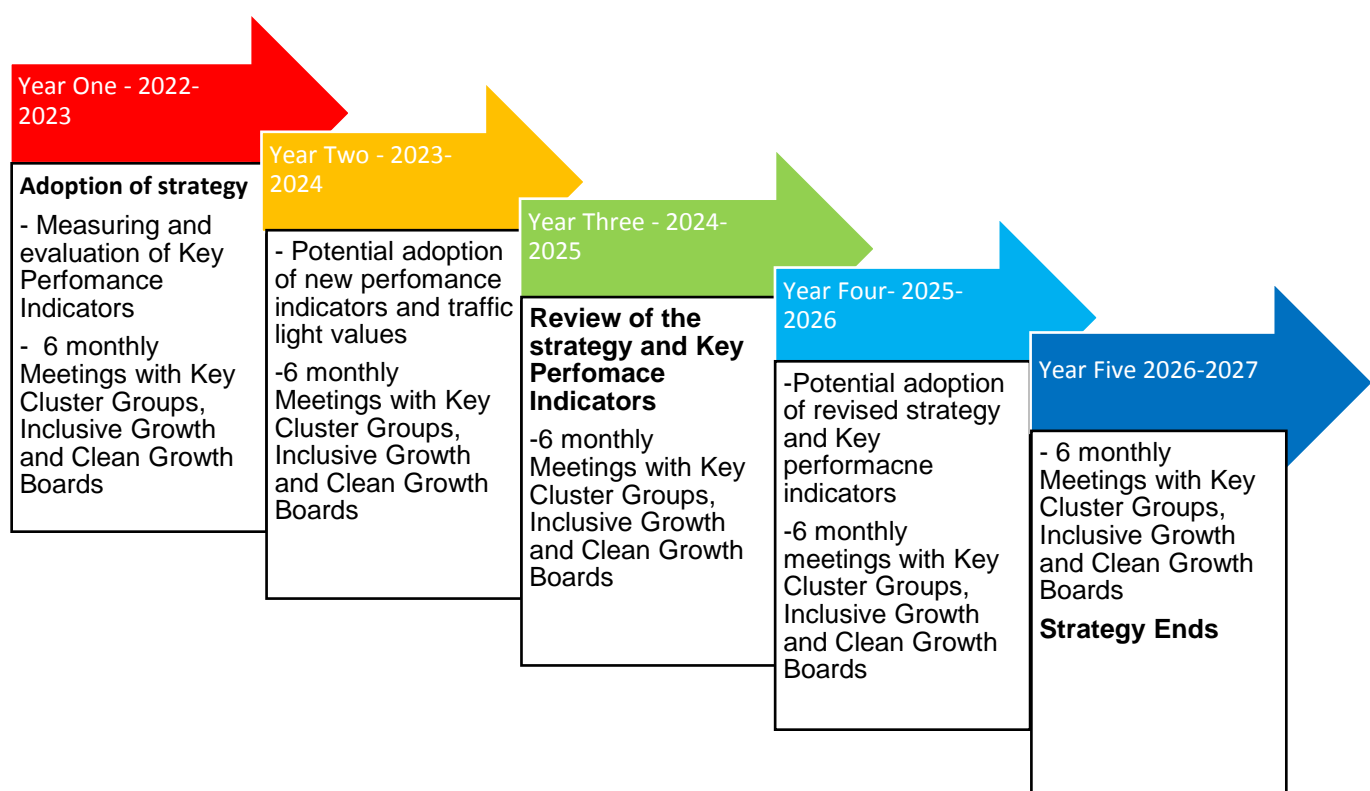 Year One - 2022-
2023
Adoption of strategy
- Measuring and
evaluation of Key
Perfomance
Indicators
- 6 monthly
Meetings with Key
Cluster Groups,
Inclusive Growth
and Clean Growth
Boards
Year Two - 2023-
2024
- Potential adoption
of new perfomance
indicators and traffic
light values
-6 monthly
Meetings with Key
Cluster Groups,
Inclusive Growth
and Clean Growth
Boards
Year Three - 2024-
2025
Review of the
strategy and Key
Perfomace
Indicators
-6 monthly
Meetings with Key
Cluster Groups,
Inclusive Growth
and Clean Growth
Boards
Year Four- 2025-
2026
-Potential adoption
of revised strategy
and Key
performacne
indicators
-6 monthly
meetings with Key
Cluster Groups,
Inclusive Growth
and Clean Growth
Boards
Year Five 2026-2027
- 6 monthly
Meetings with Key
Cluster Groups,
Inclusive Growth
and Clean Growth
Boards
Strategy Ends